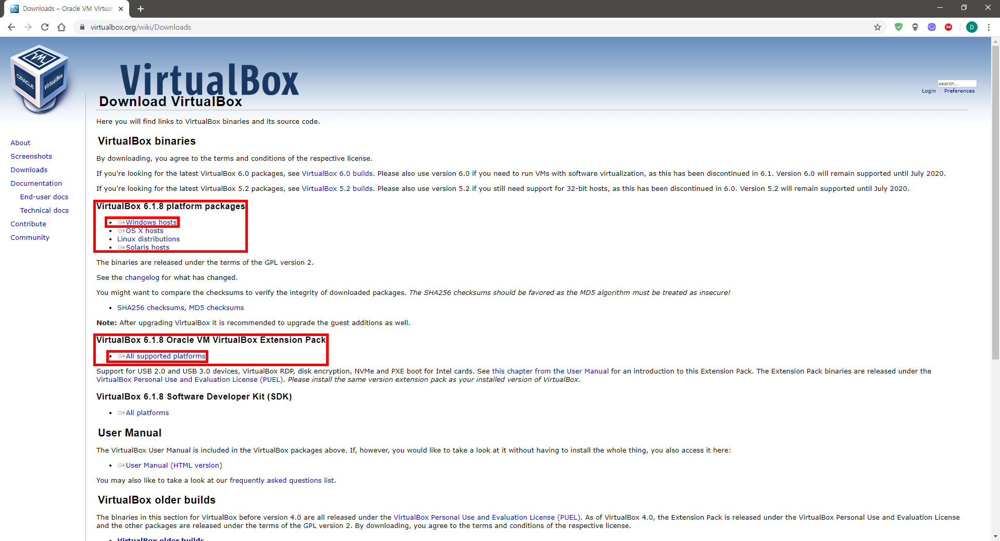 Downloads – Oracle VM Virtual
virtualbox.org/wiki/Downloads
D
ORACLE
VirtualBox
VirtualBox
search...
Login Preferences
Download VirtualBox
Here you will find links to VirtualBox binaries and its source code.
About
Screenshots
Downloads
Documentation
End-user docs
Technical docs
Contribute
Community
VirtualBox binaries
By downloading, you agree to the terms and conditions of the respective license.
If you're looking for the latest VirtualBox 6.0 packages, see VirtualBox 6.0 builds. Please also use version 6.0 if you need to run VMs with software virtualization, as this has been discontinued in 6.1. Version 6.0 will remain supported until July 2020.
If you're looking for the latest VirtualBox 5.2 packages, see VirtualBox 5.2 builds. Please also use version 5.2 if you still need support for 32-bit hosts, as this has been discontinued in 6.0. Version 5.2 will remain supported until July 2020.
VirtualBox 6.1.8 platform packages
Windows hosts
OS X hosts
Linux distributions
Solaris hosts
The binaries are released under the terms of the GPL version 2.
See the changelog for what has changed.
You might want to compare the checksums to verify the integrity of downloaded packages. The SHA256 checksums should be favored as the MD5 algorithm must be treated as insecure!
SHA256 checksums, MD5 checksums
Note: After upgrading VirtualBox it is recommended to upgrade the guest additions as well.
VirtualBox 6.1.8 Oracle VM VirtualBox Extension Pack
All supported platforms
Support for USB 2.0 and USB 3.0 devices, VirtualBox RDP, disk encryption, NVMe and PXE boot for Intel cards. See this chapter from the User Manual for an introduction to this Extension Pack. The Extension Pack binaries are released under the
VirtualBox Personal Use and Evaluation License (PUEL). Please install the same version extension pack as your installed version of VirtualBox.
VirtualBox 6.1.8 Software Developer Kit (SDK)
All platforms
User Manual
The VirtualBox User Manual is included in the VirtualBox packages above. If, however, you would like to take a look at it without having to install the whole thing, you also access it here:
User Manual (HTML version)
You may also like to take a look at our frequently asked questions list.
VirtualBox older builds
The binaries in this section for VirtualBox before version 4.0 are all released under the VirtualBox Personal Use and Evaluation License (PUEL). As of VirtualBox 4.0, the Extension Pack is released under the VirtualBox Personal Use and Evaluation License
and the other packages are released under the terms of the GPL version 2. By downloading, you agree to the terms and conditions of the respective license.
VirtualBox older builds